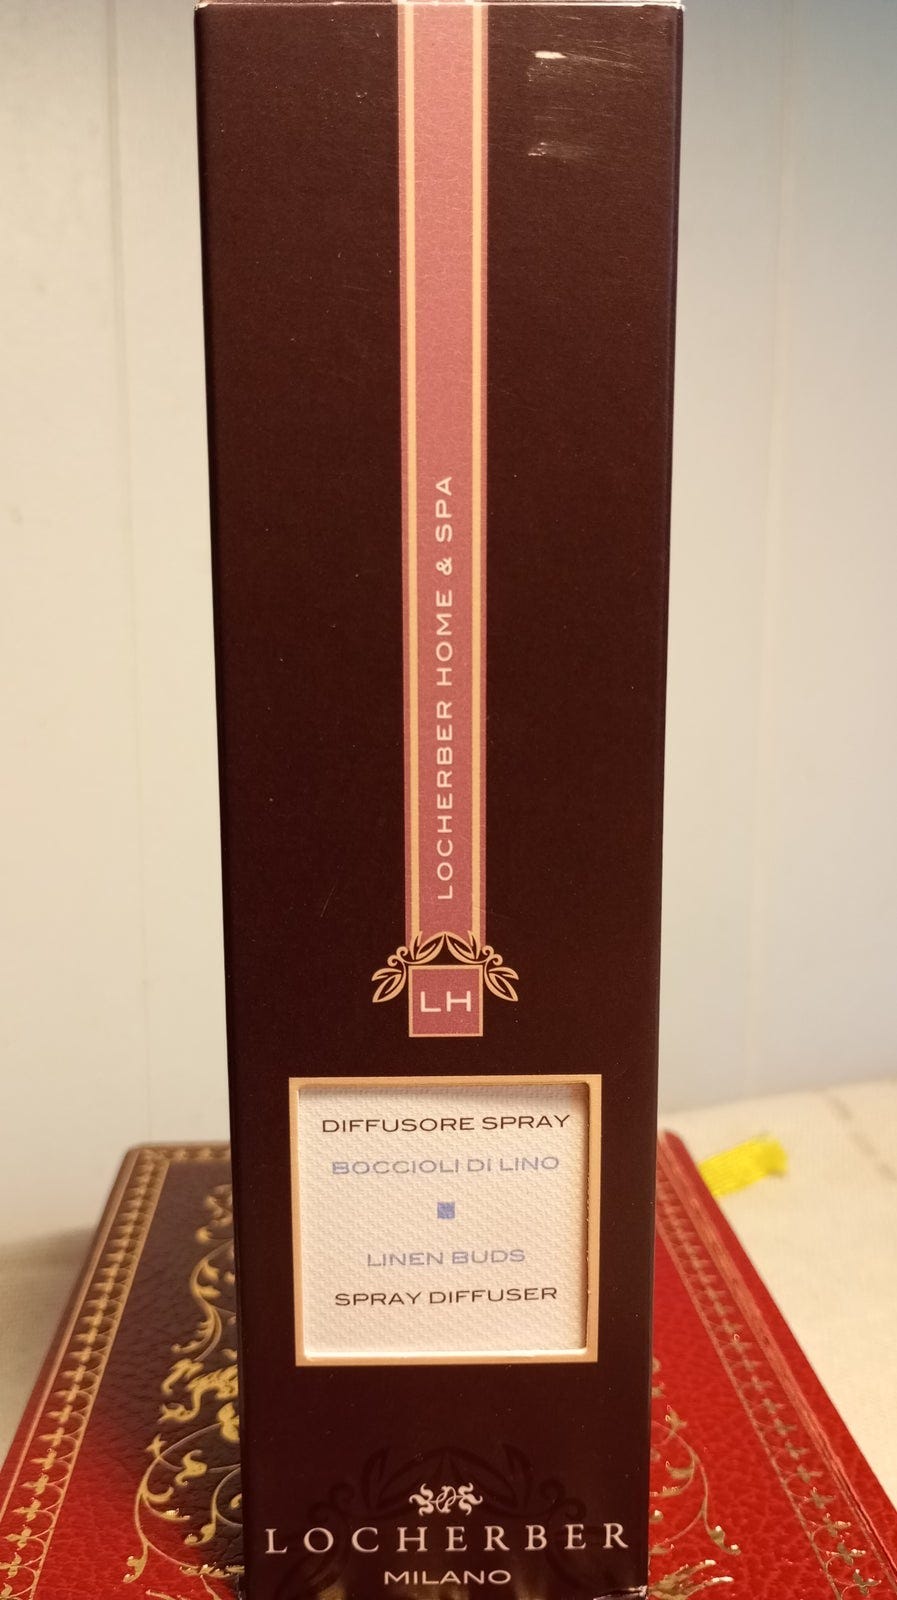 LOCHERBER HOME & SPA
LH
DIFFUSORE SPRAY
BOCCIOLI DI LINO
LINEN BUDS
SPRAY DIFFUSER
LOCHERBER
MILANO